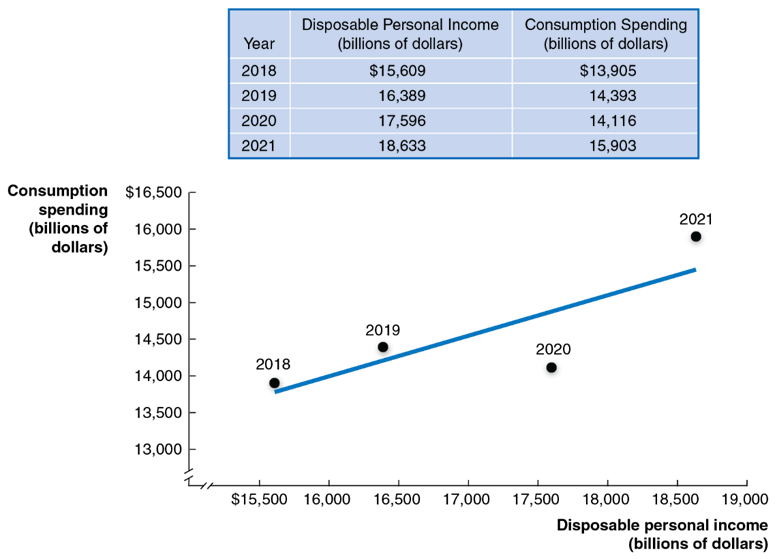 Disposable Personal Income Consumption Spending
Year (billions of dollars) (billions of dollars)
2018 $15,609 $13,905
2019 16,389 14,393
2020 17,596 14,116
2021 18,633 15,903
Consumption
spending
(billions of
dollars)
$16,500
16,000
15,500
15,000
14,500
14,000
13,500
13,000
2018
2019
2020
2021
$15,500 16,000 16,500 17,000 17,500 18,000 18,500 19,000
Disposable personal income
(billions of dollars)